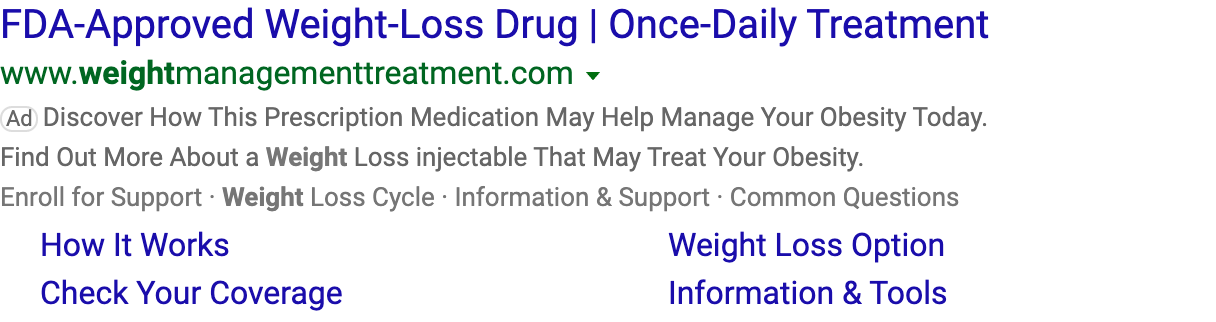 FDA-Approved Weight-Loss Drug | Once-Daily Treatment
www.weightmanagementtreatment.com
Ad Discover How This Prescription Medication May Help Manage Your Obesity Today.
Find Out More About a Weight Loss injectable That May Treat Your Obesity.
Enroll for Support · Weight Loss Cycle · Information & Support · Common Questions
How It Works Weight Loss Option
Check Your Coverage Information & Tools